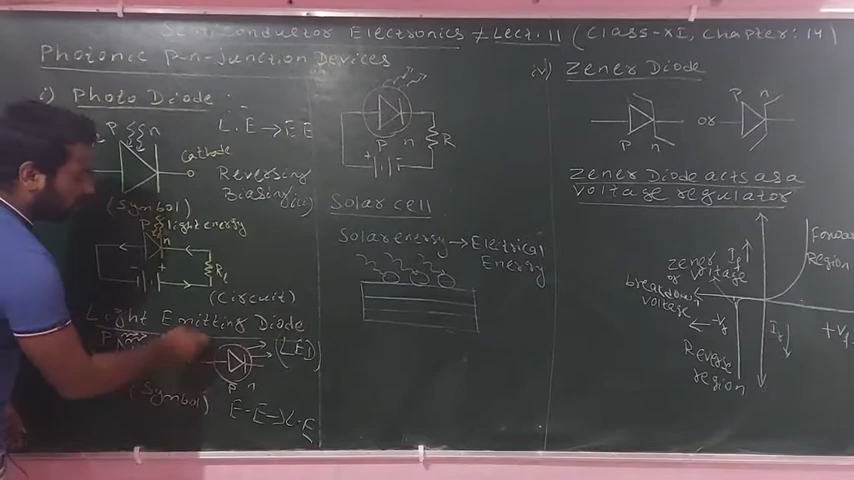 Semiconductor Electronics # Lect. 11 (Class-XI, Chapter: 14)
Photonic p-n-junction Devices
i) Photo Diode :-
P n
L.E → E E
Cathode
Reversing
Biasing
(Symbol)
P light energy
n
- +
R
(Circuit)
Light Emitting Diode
P
(LED)
P n
(Symbol)
E-E → L.E
P n
R
+ -
iii)
Solar cell
Solar energy → Electrical
Energy
iv) Zener Diode
P n
or
P n
Zener Diode acts as a
voltage regulator
Forward
Region
Zener
or voltage
breakdown
voltage
Reverse
region